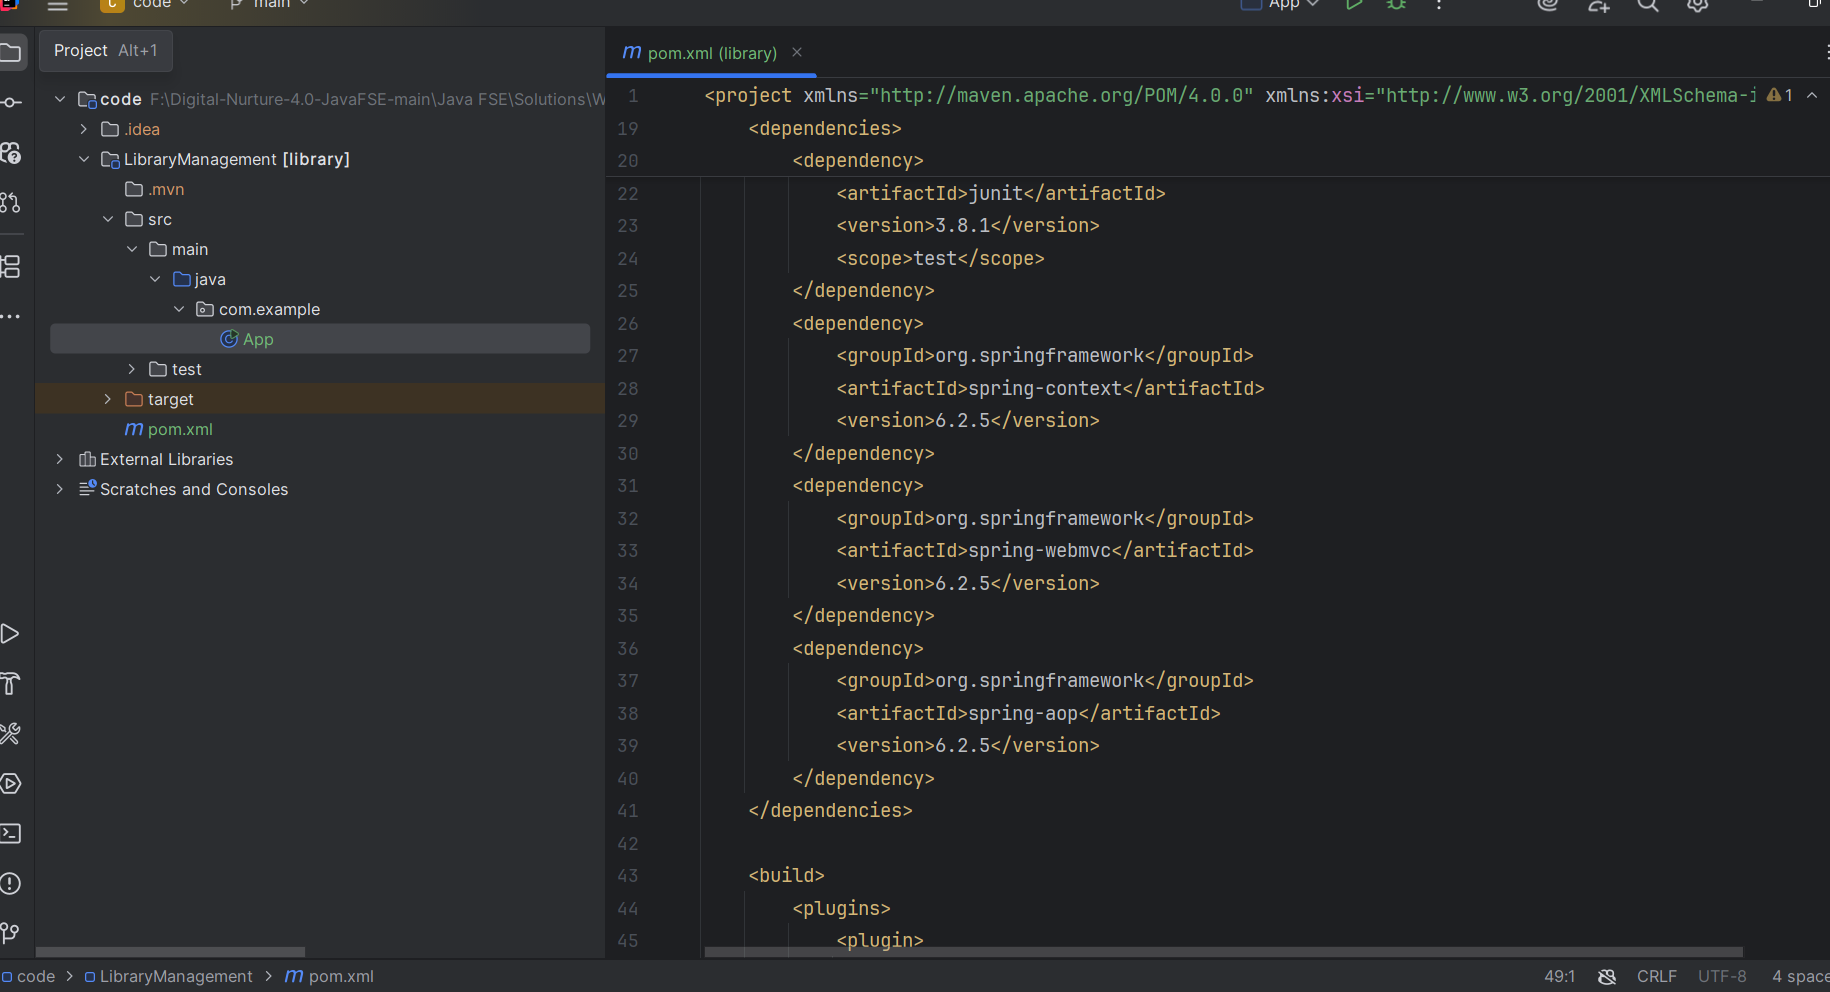 C code main App
Project Alt+1
pom.xml (library)
code F:\Digital-Nurture-4.0-JavaFSE-main\Java FSE\Solutions\W
.idea
LibraryManagement [library]
.mvn
src
main
java
com.example
App
test
target
pom.xml
External Libraries
Scratches and Consoles
1 <project xmlns="http://maven.apache.org/POM/4.0.0" xmlns:xsi="http://www.w3.org/2001/XMLSchema-i 1
19 <dependencies>
20 <dependency>
22 <artifactId>junit</artifactId>
23 <version>3.8.1</version>
24 <scope>test</scope>
25 </dependency>
26 <dependency>
27 <groupId>org.springframework</groupId>
28 <artifactId>spring-context</artifactId>
29 <version>6.2.5</version>
30 </dependency>
31 <dependency>
32 <groupId>org.springframework</groupId>
33 <artifactId>spring-webmvc</artifactId>
34 <version>6.2.5</version>
35 </dependency>
36 <dependency>
37 <groupId>org.springframework</groupId>
38 <artifactId>spring-aop</artifactId>
39 <version>6.2.5</version>
40 </dependency>
41 </dependencies>
42
43 <build>
44 <plugins>
45 <plugin>
code > LibraryManagement > pom.xml 49:1 CRLF UTF-8 4 space